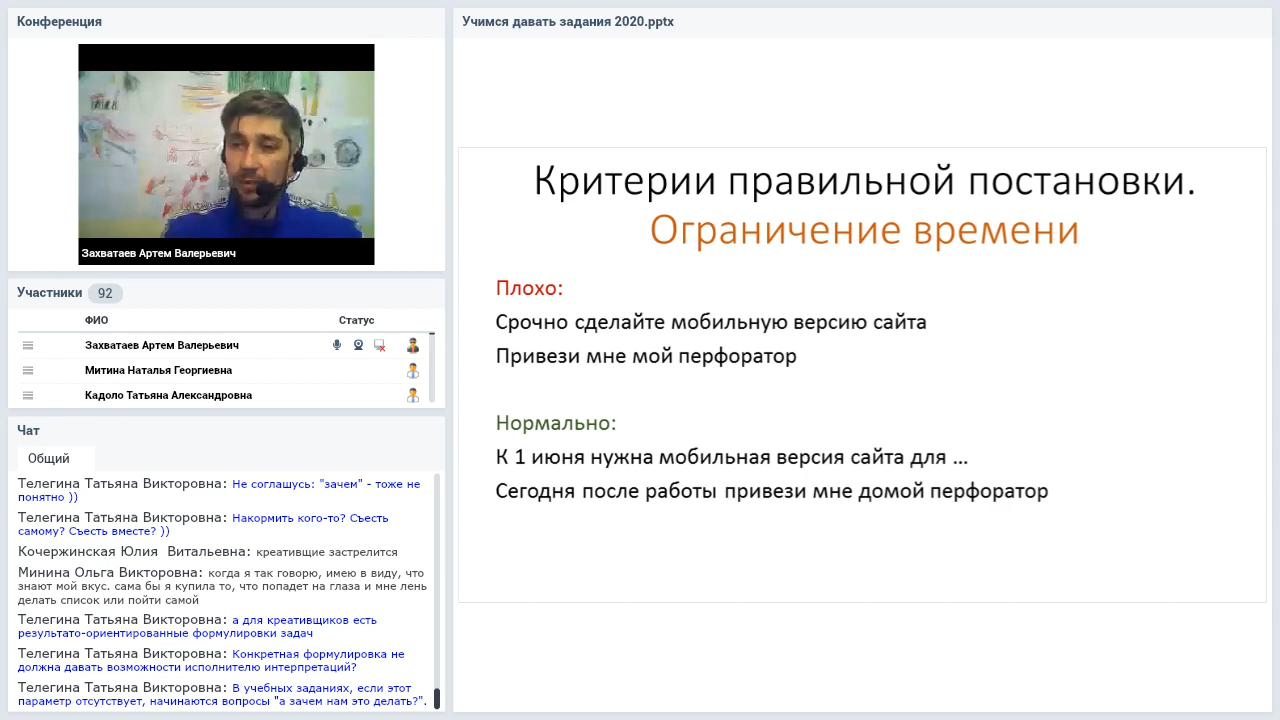 Конференция
Захватаев Артем Валерьевич
Участники 92
ФИО Статус
Захватаев Артем Валерьевич
Митина Наталья Георгиевна
Кадоло Татьяна Александровна
Чат
Общий
Телегина Татьяна Викторовна: Не соглашусь: "зачем" - тоже не
понятно ))
Телегина Татьяна Викторовна: Накормить кого-то? Съесть
самому? Съесть вместе? ))
Кочержинская Юлия Витальевна: креативщие застрелится
Минина Ольга Викторовна: когда я так говорю, имею в виду, что
знают мой вкус. сама бы я купила то, что попадет на глаза и мне лень
делать список или пойти самой
Телегина Татьяна Викторовна: а для креативщиков есть
результато-ориентированные формулировки задач
Телегина Татьяна Викторовна: Конкретная формулировка не
должна давать возможности исполнителю интерпретаций?
Телегина Татьяна Викторовна: В учебных заданиях, если этот
параметр отсутствует, начинаются вопросы "а зачем нам это делать?".
Учимся давать задания 2020.pptx
Критерии правильной постановки.
Ограничение времени
Плохо:
Срочно сделайте мобильную версию сайта
Привези мне мой перфоратор
Нормально:
К 1 июня нужна мобильная версия сайта для ...
Сегодня после работы привези мне домой перфоратор